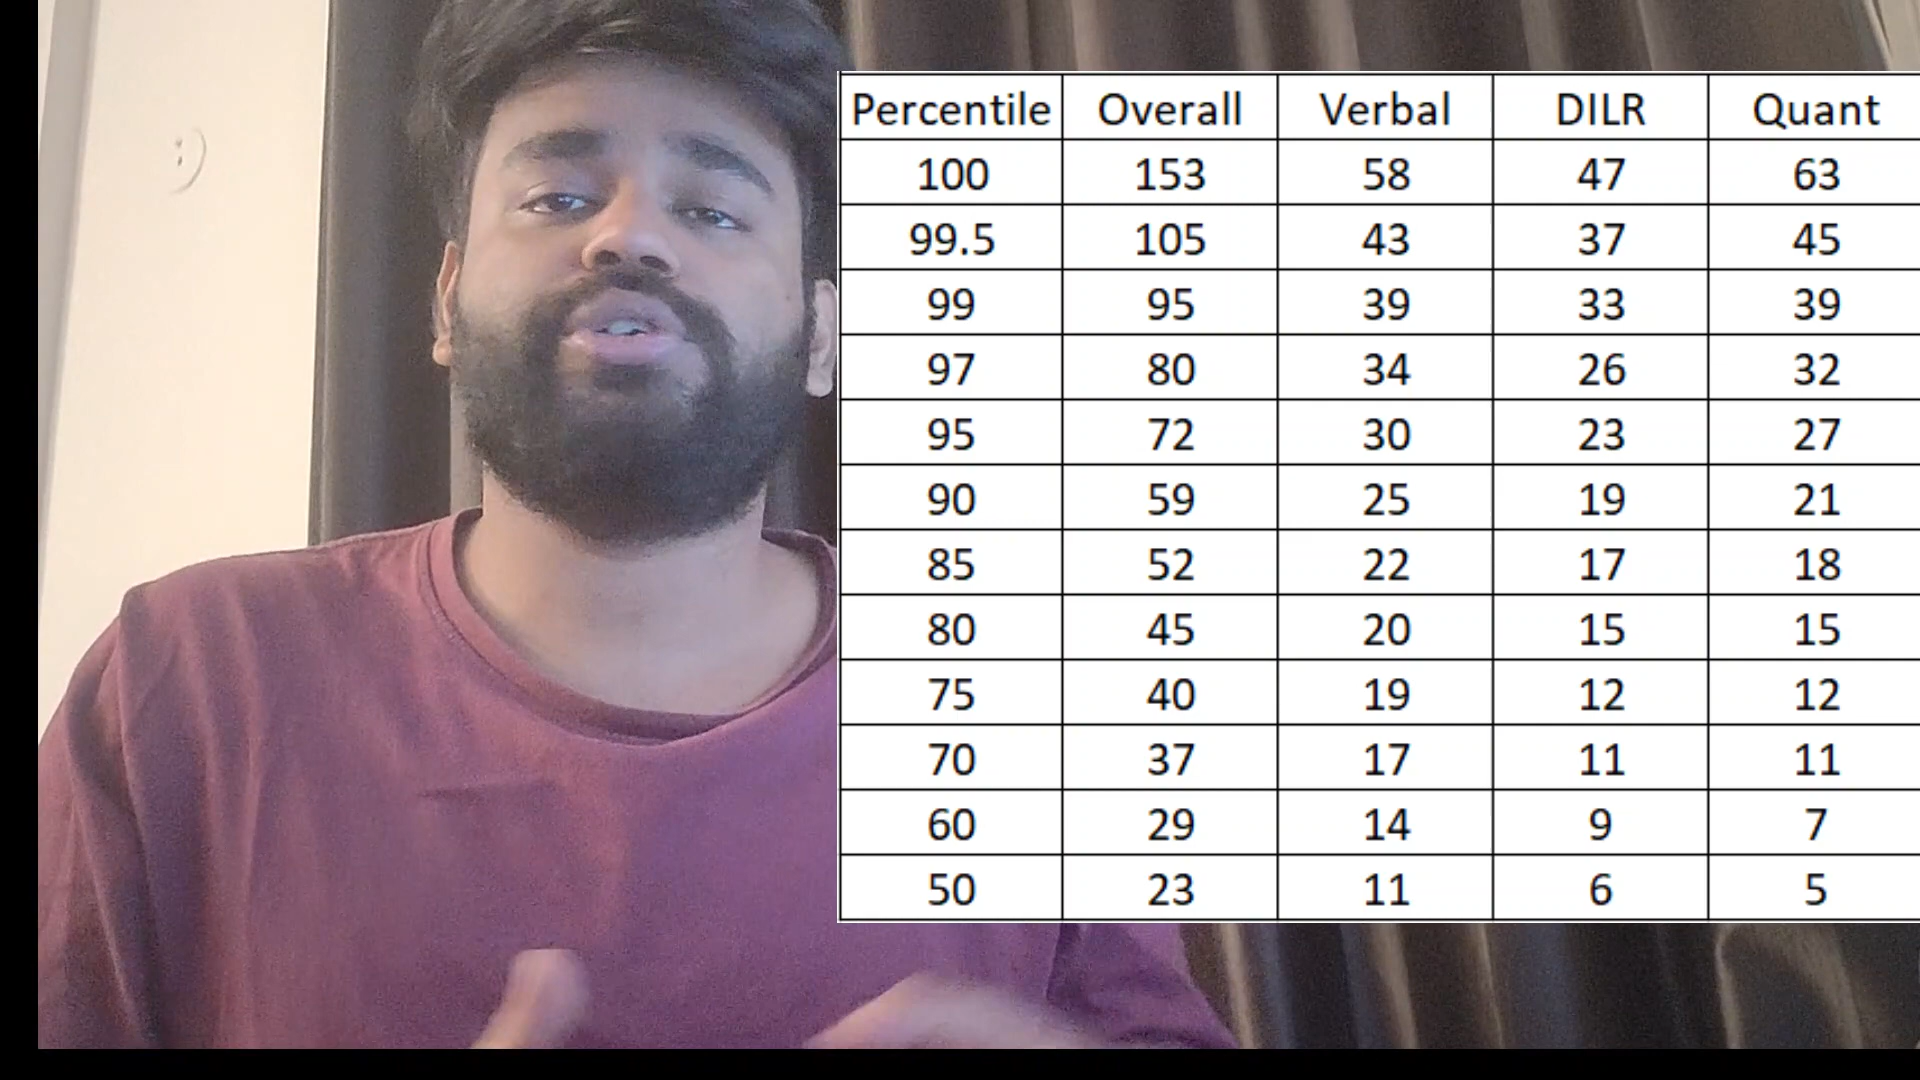 Percentile Overall Verbal DILR Quant
100 153 58 47 63
99.5 105 43 37 45
99 95 39 33 39
97 80 34 26 32
95 72 30 23 27
90 59 25 19 21
85 52 22 17 18
80 45 20 15 15
75 40 19 12 12
70 37 17 11 11
60 29 14 9 7
50 23 11 6 5